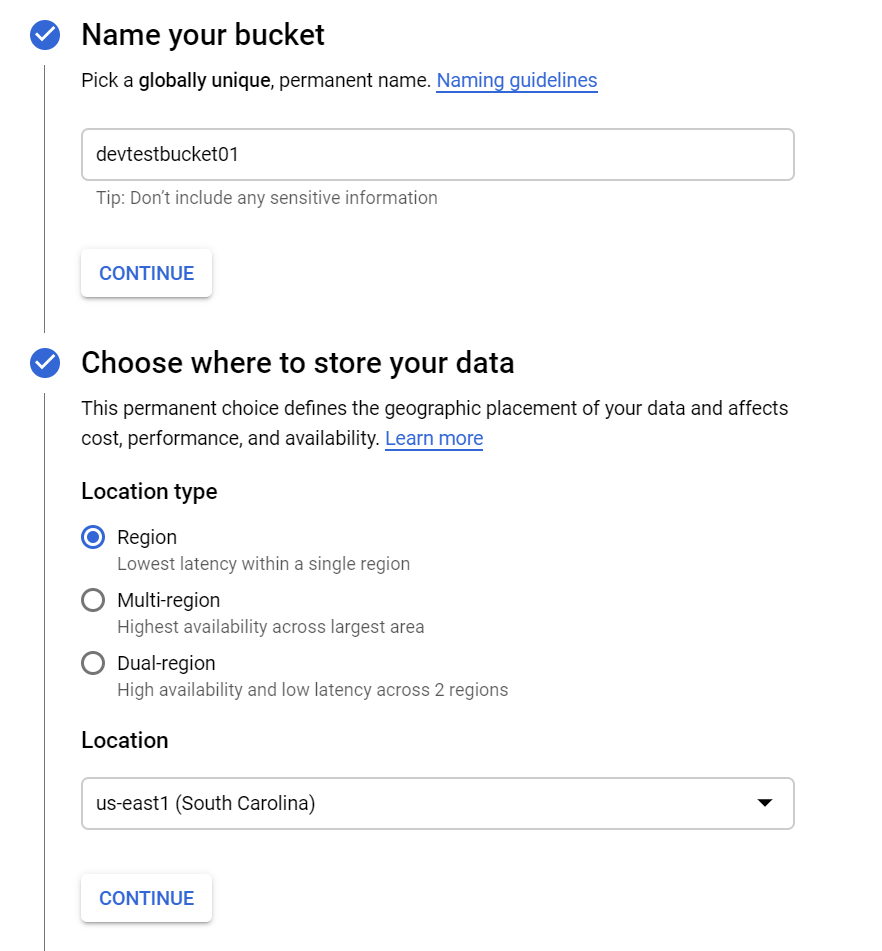 Name your bucket
Pick a globally unique, permanent name. Naming guidelines
devtestbucket01
Tip: Don’t include any sensitive information
CONTINUE
Choose where to store your data
This permanent choice defines the geographic placement of your data and affects
cost, performance, and availability. Learn more
Location type
Region
Lowest latency within a single region
Multi-region
Highest availability across largest area
Dual-region
High availability and low latency across 2 regions
Location
us-east1 (South Carolina)
CONTINUE